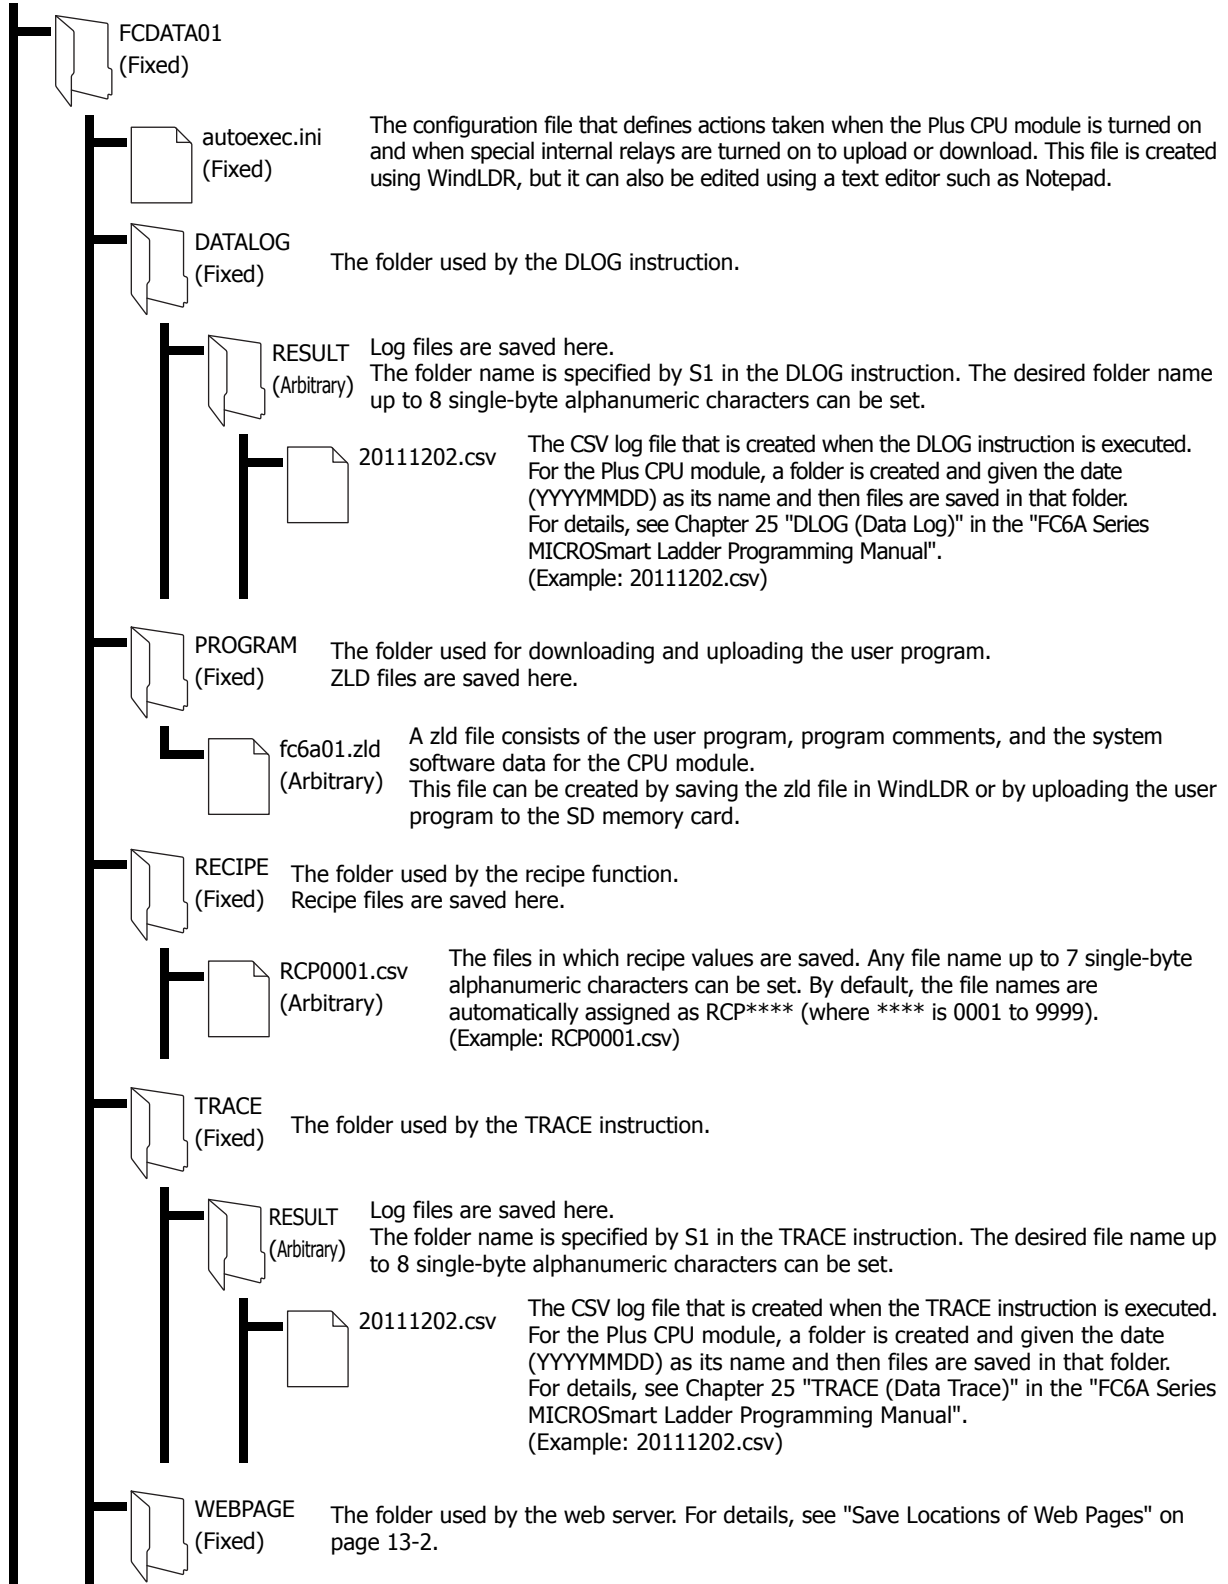 FCDATA01
(Fixed)
autoexec.ini
(Fixed)
The configuration file that defines actions taken when the Plus CPU module is turned on
and when special internal relays are turned on to upload or download. This file is created
using WindLDR, but it can also be edited using a text editor such as Notepad.
DATALOG
(Fixed)
The folder used by the DLOG instruction.
RESULT
(Arbitrary)
Log files are saved here.
The folder name is specified by S1 in the DLOG instruction. The desired folder name
up to 8 single-byte alphanumeric characters can be set.
20111202.csv
The CSV log file that is created when the DLOG instruction is executed.
For the Plus CPU module, a folder is created and given the date
(YYYYMMDD) as its name and then files are saved in that folder.
For details, see Chapter 25 "DLOG (Data Log)" in the "FC6A Series
MICROSmart Ladder Programming Manual".
(Example: 20111202.csv)
PROGRAM
(Fixed)
The folder used for downloading and uploading the user program.
ZLD files are saved here.
fc6a01.zld
(Arbitrary)
A zld file consists of the user program, program comments, and the system
software data for the CPU module.
This file can be created by saving the zld file in WindLDR or by uploading the user
program to the SD memory card.
RECIPE
(Fixed)
The folder used by the recipe function.
Recipe files are saved here.
RCP0001.csv
(Arbitrary)
The files in which recipe values are saved. Any file name up to 7 single-byte
alphanumeric characters can be set. By default, the file names are
automatically assigned as RCP**** (where **** is 0001 to 9999).
(Example: RCP0001.csv)
TRACE
(Fixed)
The folder used by the TRACE instruction.
RESULT
(Arbitrary)
Log files are saved here.
The folder name is specified by S1 in the TRACE instruction. The desired file name up
to 8 single-byte alphanumeric characters can be set.
20111202.csv
The CSV log file that is created when the TRACE instruction is executed.
For the Plus CPU module, a folder is created and given the date
(YYYYMMDD) as its name and then files are saved in that folder.
For details, see Chapter 25 "TRACE (Data Trace)" in the "FC6A Series
MICROSmart Ladder Programming Manual".
(Example: 20111202.csv)
WEBPAGE
(Fixed)
The folder used by the web server. For details, see "Save Locations of Web Pages" on
page 13-2.